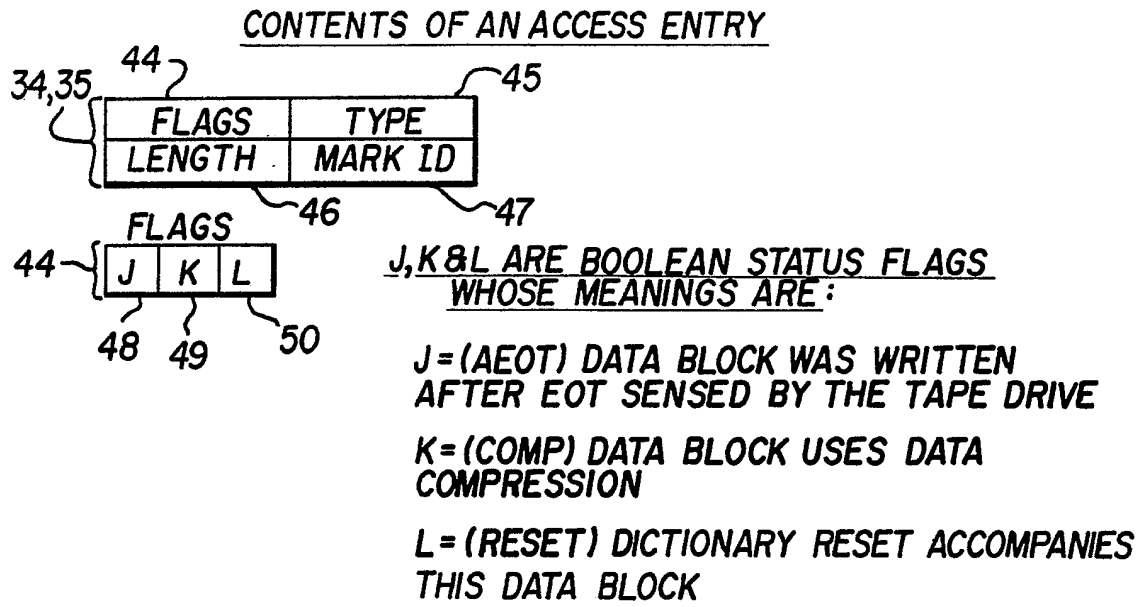 CONTENTS OF AN ACCESS ENTRY
44
34,35
45
FLAGS TYPE
LENGTH MARK ID
46
47
FLAGS
44 J K L
48 49 50
J,K&L ARE BOOLEAN STATUS FLAGS
WHOSE MEANINGS ARE:
J=(AEOT) DATA BLOCK WAS WRITTEN
AFTER EOT SENSED BY THE TAPE DRIVE
K=(COMP) DATA BLOCK USES DATA
COMPRESSION
L=(RESET) DICTIONARY RESET ACCOMPANIES
THIS DATA BLOCK